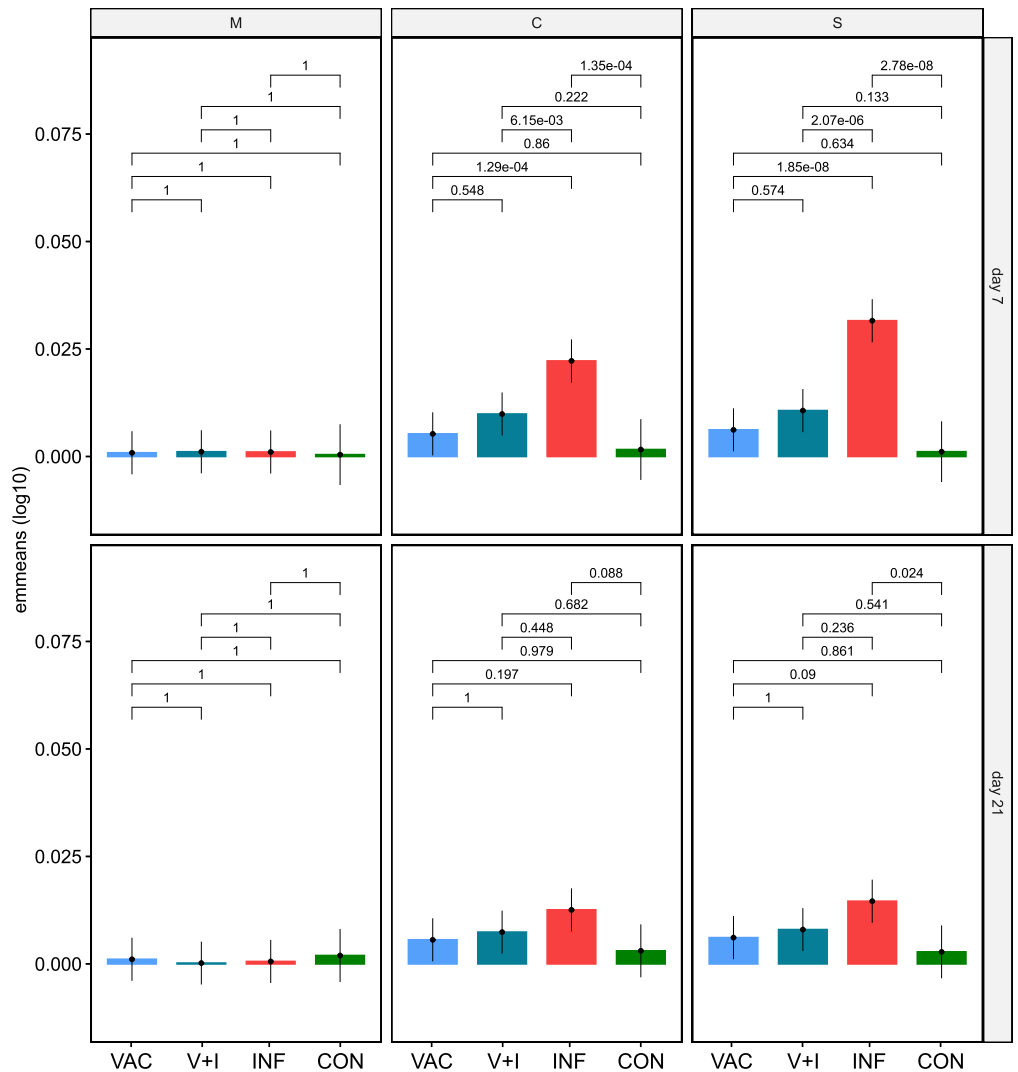 M C S
1 1.35e-04 2.78e-08
1 0.222 0.133
1 6.15e-03 2.07e-06
1 0.86 0.634
1 1.29e-04 1.85e-08
1 0.548 0.574
0.075
0.050
0.025
0.000
day 7
emmeans (log10)
1 0.088 0.024
1 0.682 0.541
1 0.448 0.236
1 0.979 0.861
1 0.197 0.09
1 1 1
0.075
0.050
0.025
0.000
day 21
VAC V+I INF CON VAC V+I INF CON VAC V+I INF CON